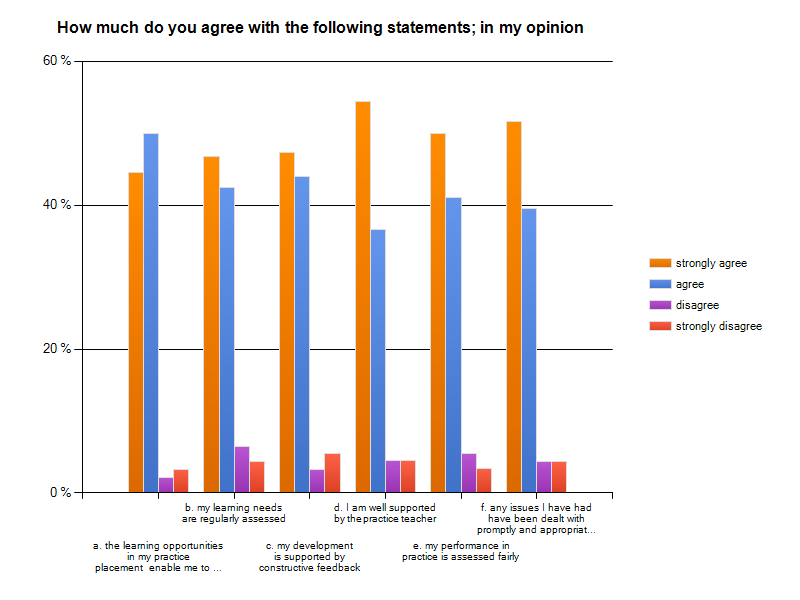 How much do you agree with the following statements; in my opinion
60 %
40 %
20 %
0 %
strongly agree
agree
disagree
strongly disagree
a. the learning opportunities
in my practice
placement enable me to ...
b. my learning needs
are regularly assessed
c. my development
is supported by
constructive feedback
d. I am well supported
by the practice teacher
e. my performance in
practice is assessed fairly
f. any issues I have had
have been dealt with
promptly and appropriat...